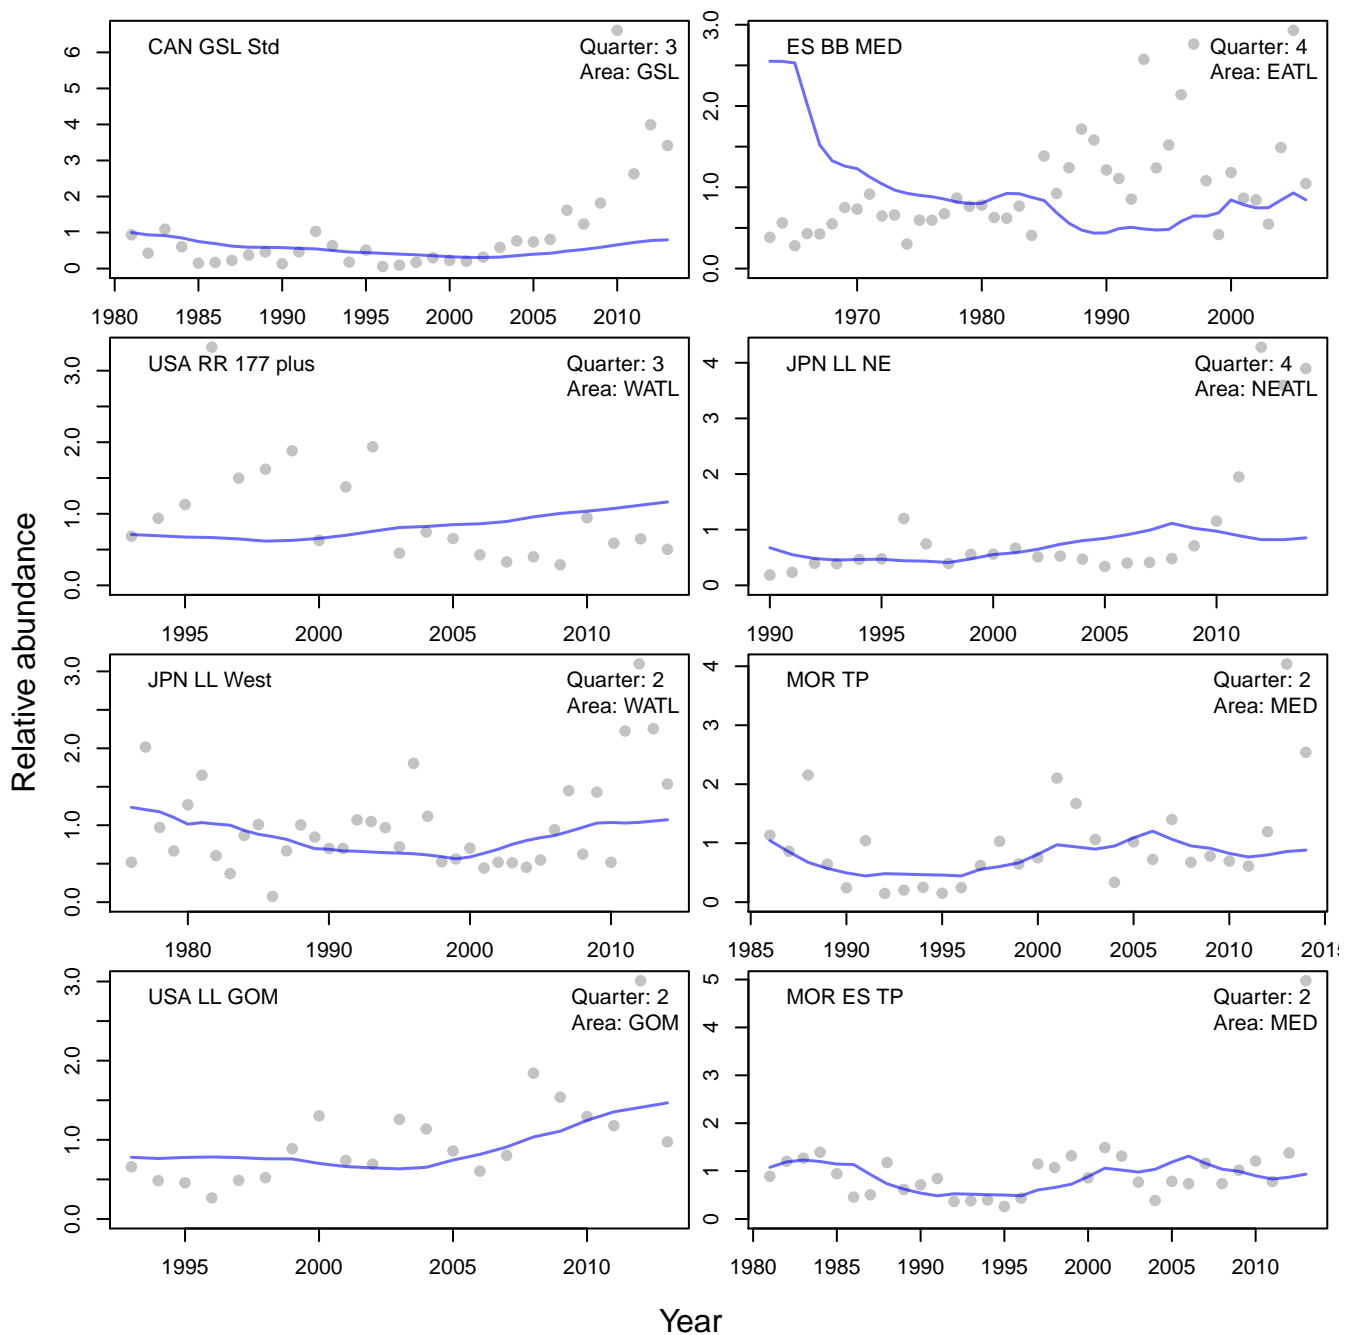 CAN GSL Std
Quarter: 3
Area: GSL
0 1 2 3 4 5 6
1980 1985 1990 1995 2000 2005 2010
ES BB MED
Quarter: 4
Area: EATL
0.0 1.0 2.0 3.0
1970 1980 1990 2000
USA RR 177 plus
Quarter: 3
Area: WATL
0.0 1.0 2.0 3.0
1995 2000 2005 2010
JPN LL NE
Quarter: 4
Area: NEATL
0 1 2 3 4
1990 1995 2000 2005 2010
JPN LL West
Quarter: 2
Area: WATL
0.0 1.0 2.0 3.0
1980 1990 2000 2010
MOR TP
Quarter: 2
Area: MED
0 1 2 3 4
1985 1990 1995 2000 2005 2010
USA LL GOM
Quarter: 2
Area: GOM
0.0 1.0 2.0 3.0
1995 2000 2005 2010
MOR ES TP
Quarter: 2
Area: MED
0 1 2 3 4 5
1980 1985 1990 1995 2000 2005 2010
Relative abundance
Year